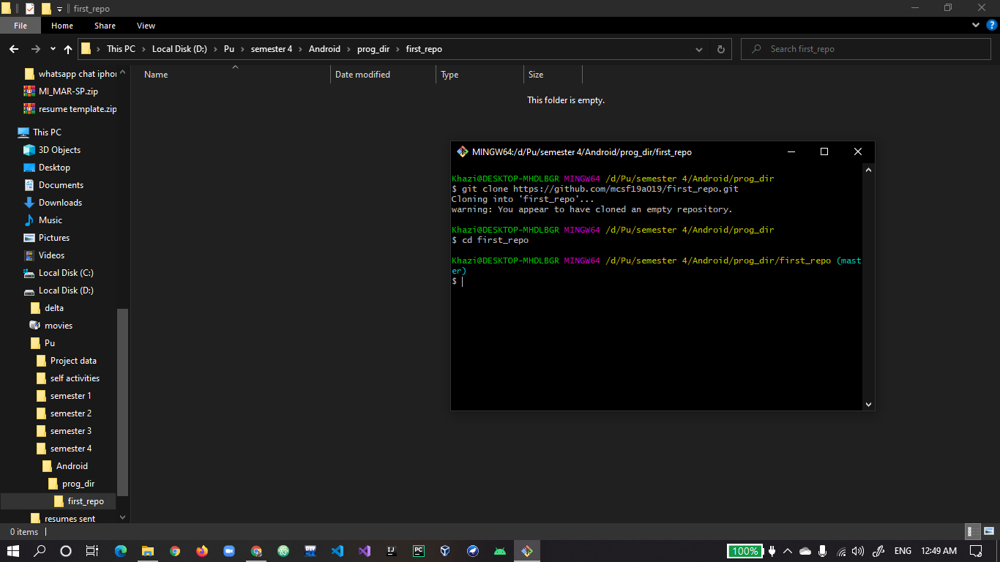 first_repo
File Home Share View
This PC Local Disk (D:) Pu semester 4 Android prog_dir first_repo
Search first_repo
whatsapp chat iphor
MI_MAR-SP.zip
resume template.zip
This PC
3D Objects
Desktop
Documents
Downloads
Music
Pictures
Videos
Local Disk (C:)
Local Disk (D:)
delta
movies
Pu
Project data
self activities
semester 1
semester 2
semester 3
semester 4
Android
prog_dir
first_repo
resumes sent
Name Date modified Type Size
This folder is empty.
MINGW64:/d/Pu/semester 4/Android/prog_dir/first_repo
Khazi@DESKTOP-MHDLBGR MINGW64 /d/Pu/semester 4/Android/prog_dir
$ git clone https://github.com/mcsf19a019/first_repo.git
Cloning into 'first_repo'...
warning: You appear to have cloned an empty repository.
Khazi@DESKTOP-MHDLBGR MINGW64 /d/Pu/semester 4/Android/prog_dir
$ cd first_repo
Khazi@DESKTOP-MHDLBGR MINGW64 /d/Pu/semester 4/Android/prog_dir/first_repo (mast
er)
$
0 items
DEV
IJ
PC
100%
ENG
12:49 AM